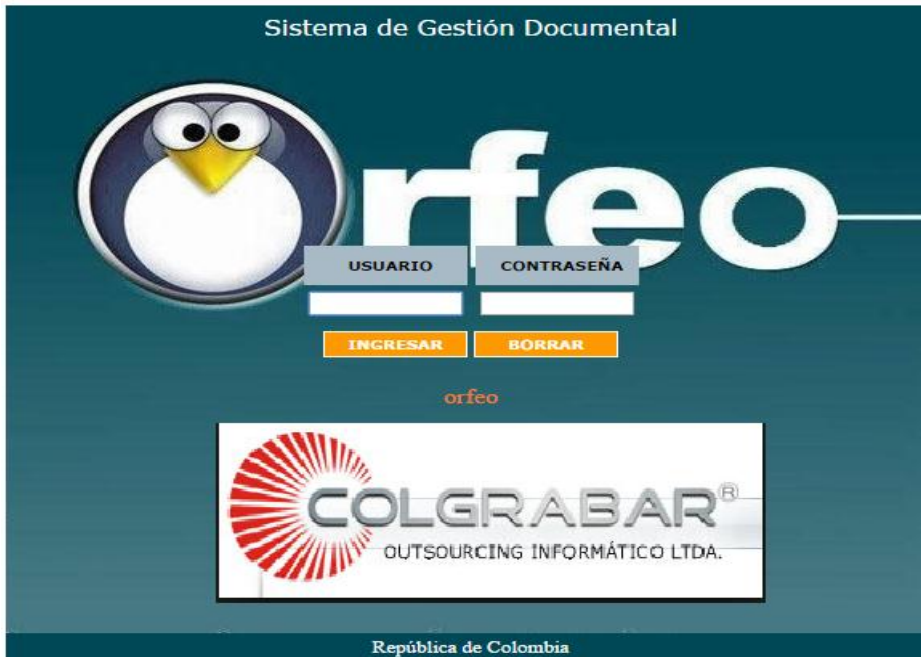 Sistema de Gestión Documental
Orfeo
USUARIO CONTRASEÑA
INGRESAR BORRAR
orfeo
COLGRABAR®
OUTSOURCING INFORMÁTICO LTDA.
República de Colombia